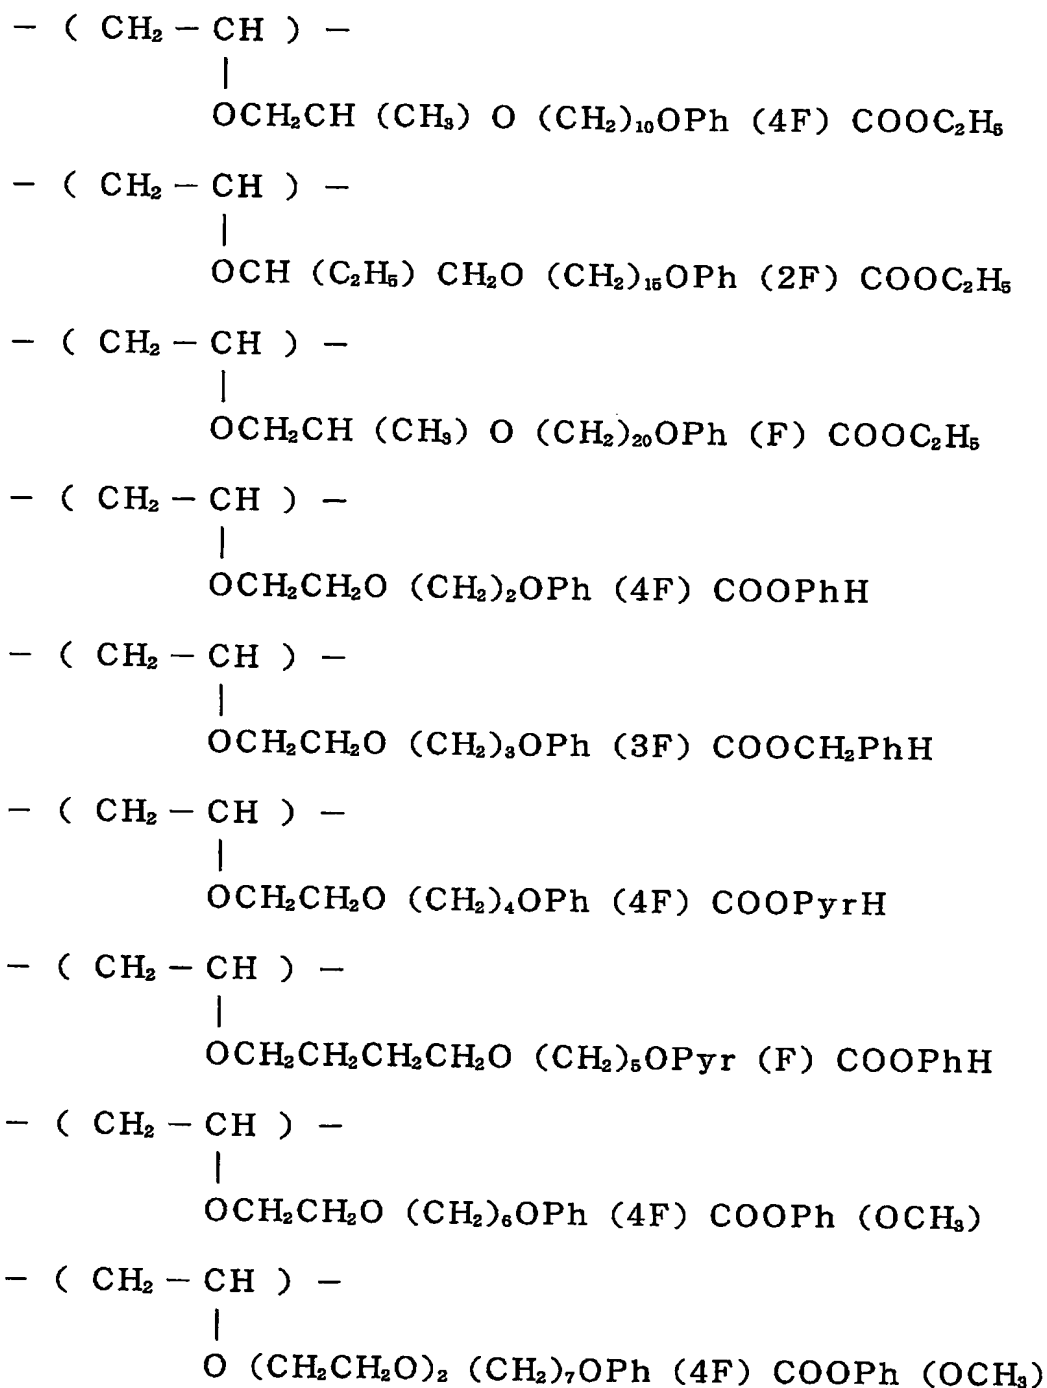 − ( CH₂ − CH ) −
|
OCH₂CH (CH₃) O (CH₂)₁₀OPh (4F) COOC₂H₅
− ( CH₂ − CH ) −
|
OCH (C₂H₅) CH₂O (CH₂)₁₅OPh (2F) COOC₂H₅
− ( CH₂ − CH ) −
|
OCH₂CH (CH₃) O (CH₂)₂₀OPh (F) COOC₂H₅
− ( CH₂ − CH ) −
|
OCH₂CH₂O (CH₂)₂OPh (4F) COOPhH
− ( CH₂ − CH ) −
|
OCH₂CH₂O (CH₂)₃OPh (3F) COOCH₂PhH
− ( CH₂ − CH ) −
|
OCH₂CH₂O (CH₂)₄OPh (4F) COOPyrH
− ( CH₂ − CH ) −
|
OCH₂CH₂CH₂CH₂O (CH₂)₅OPyr (F) COOPhH
− ( CH₂ − CH ) −
|
OCH₂CH₂O (CH₂)₆OPh (4F) COOPh (OCH₃)
− ( CH₂ − CH ) −
|
O (CH₂CH₂O)₂ (CH₂)₇OPh (4F) COOPh (OCH₃)